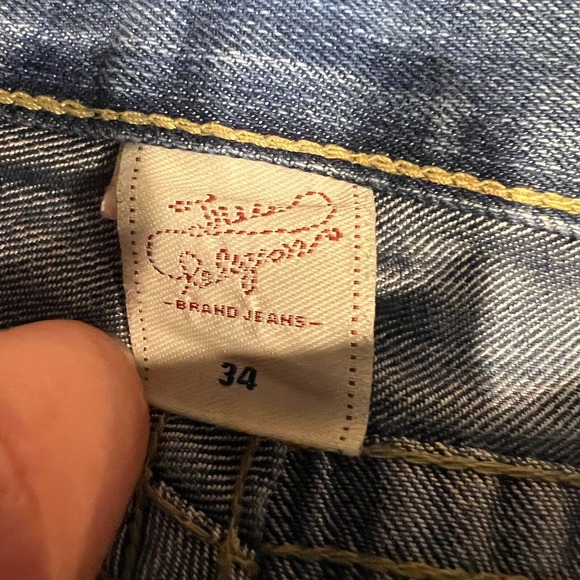 True
Religion
-BRAND JEANS-
34